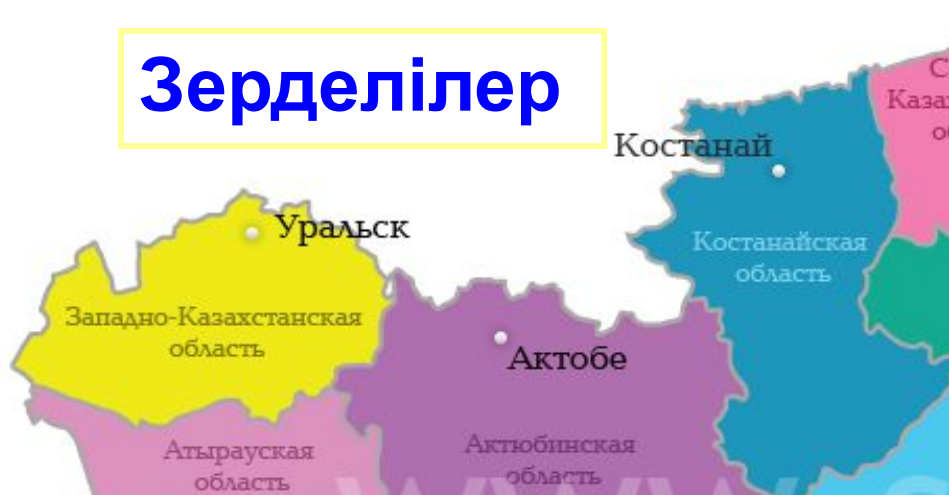 Зерделілер
Костанай
Уральск
Костанайская
область
Западно-Казахстанская
область
Актобе
Атырауская
область
Актюбинская
область